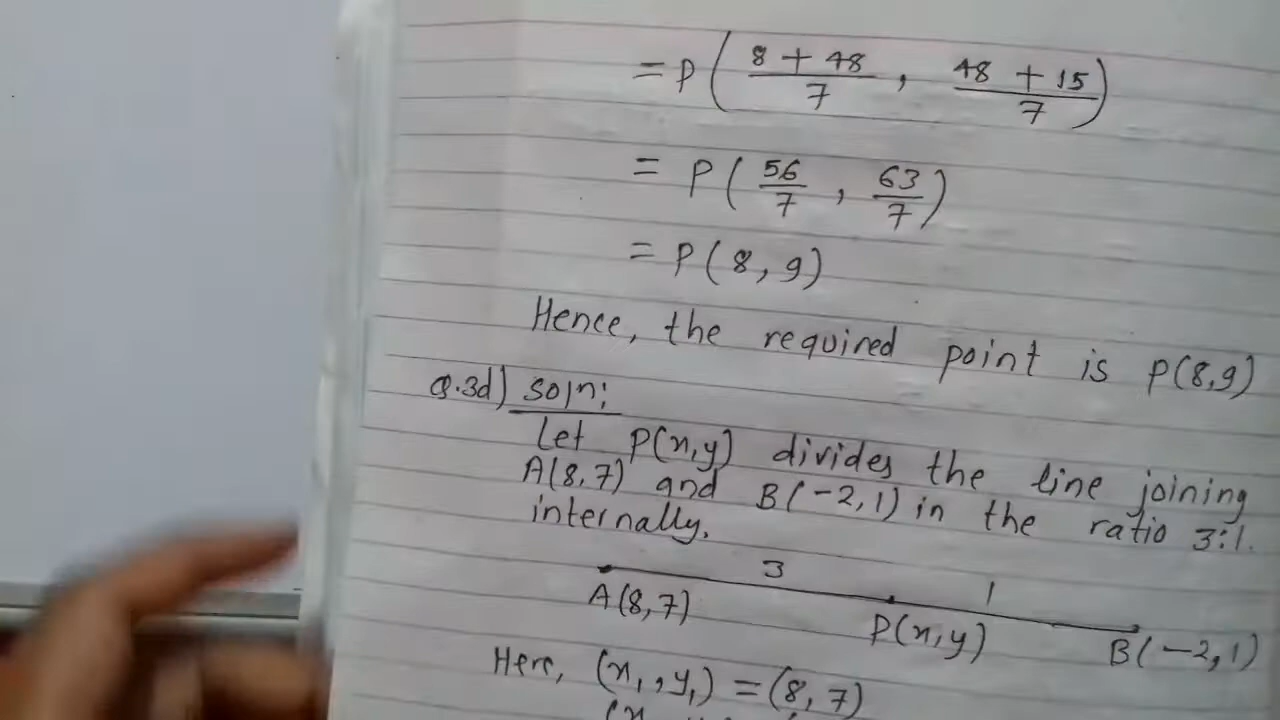 = P ( 8 + 48 / 7 , 48 + 15 / 7 )
= P ( 56 / 7 , 63 / 7 )
= P ( 8 , 9 )
Hence, the required point is P(8,9)
Q.3d) Soln:
Let P(x,y) divides the line joining
A(8,7) and B(-2,1) in the ratio 3:1.
internally.
3 1
A(8,7) P(x,y) B(-2,1)
Here, (x₁,y₁) = (8,7)